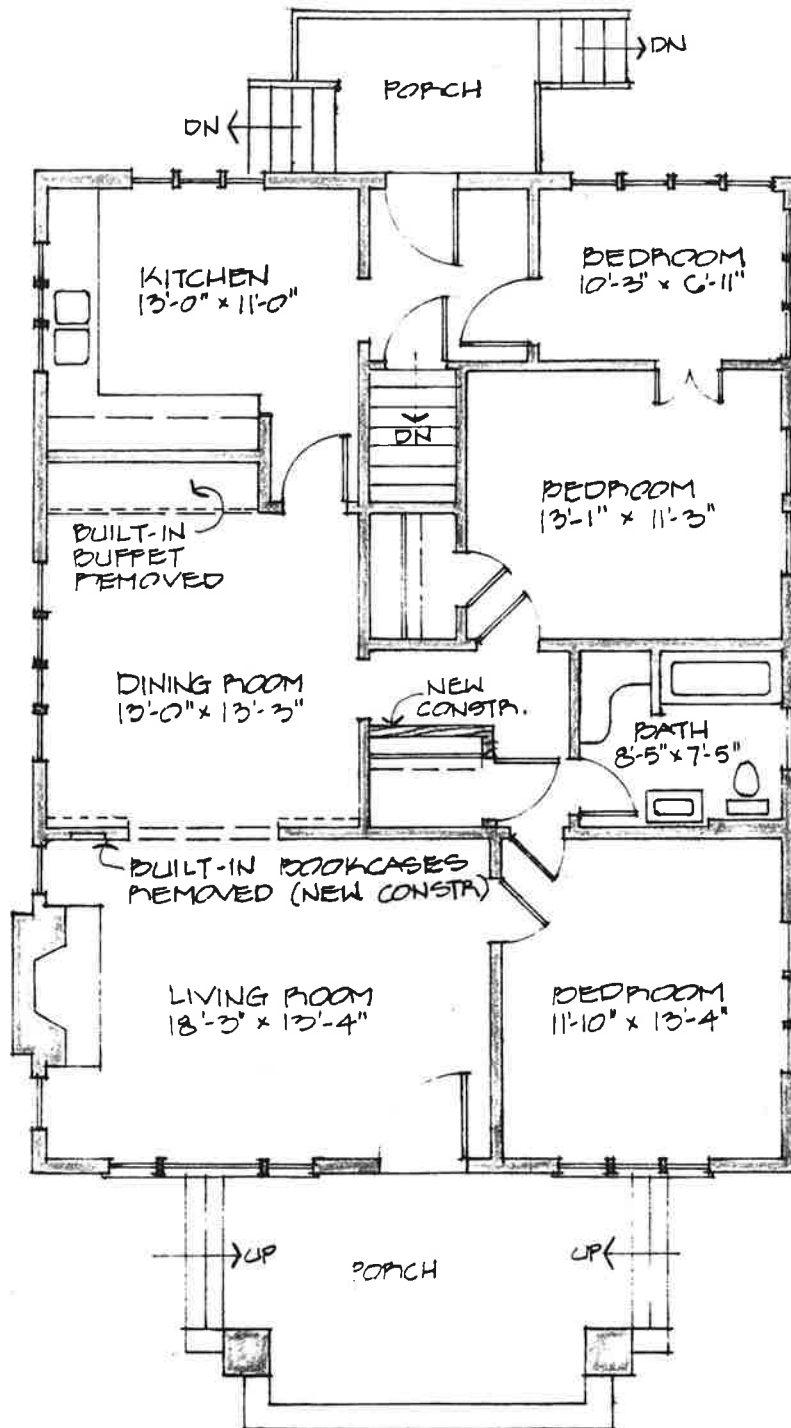 DN
PORCH
DN
KITCHEN
13'-0" x 11'-0"
BEDROOM
10'-3" x 6'-11"
DN
BEDROOM
13'-1" x 11'-3"
BUILT-IN
BUFFET
REMOVED
DINING ROOM
13'-0" x 13'-3"
NEW
CONSTR.
BATH
8'-5" x 7'-5"
BUILT-IN BOOKCASES
REMOVED (NEW CONSTR)
LIVING ROOM
18'-3" x 13'-4"
BEDROOM
11'-10" x 13'-4"
UP
PORCH
UP